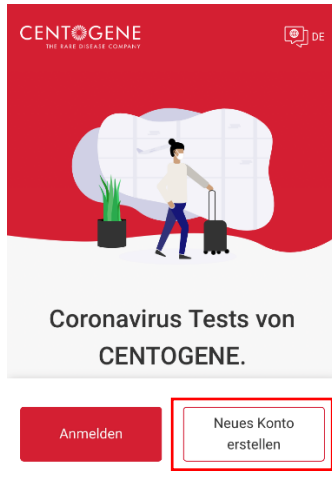 CENTOGENE
THE RARE DISEASE COMPANY
DE
Coronavirus Tests von
CENTOGENE.
Anmelden
Neues Konto
erstellen